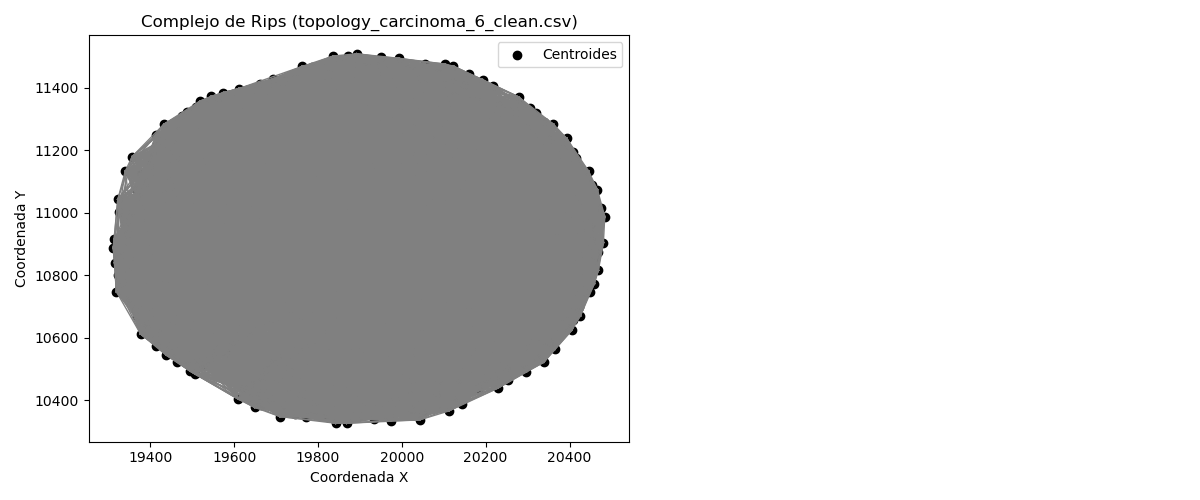 Complejo de Rips (topology_carcinoma_6_clean.csv)
Centroides
11400
11200
11000
10800
10600
10400
Coordenada Y
19400 19600 19800 20000 20200 20400
Coordenada X